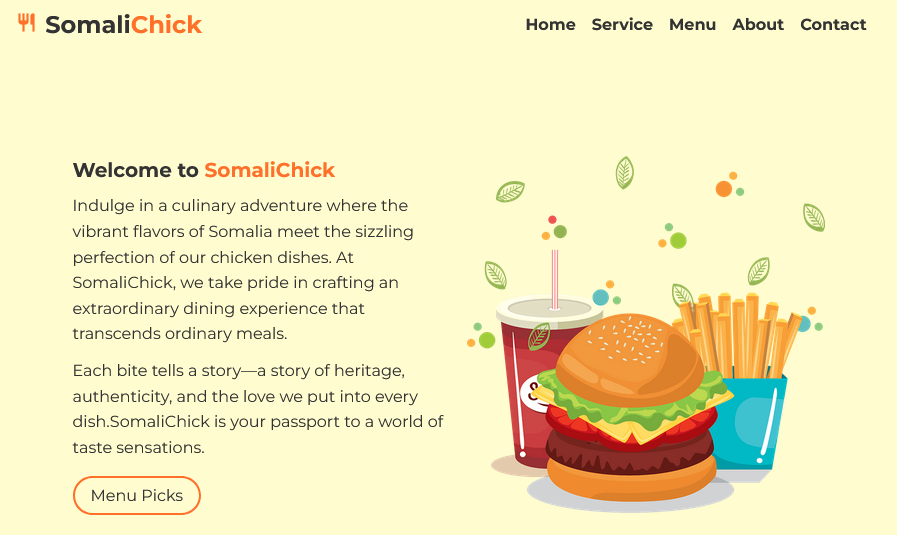 SomaliChick
Home Service Menu About Contact
Welcome to SomaliChick
Indulge in a culinary adventure where the
vibrant flavors of Somalia meet the sizzling
perfection of our chicken dishes. At
SomaliChick, we take pride in crafting an
extraordinary dining experience that
transcends ordinary meals.
Each bite tells a story—a story of heritage,
authenticity, and the love we put into every
dish.SomaliChick is your passport to a world of
taste sensations.
Menu Picks